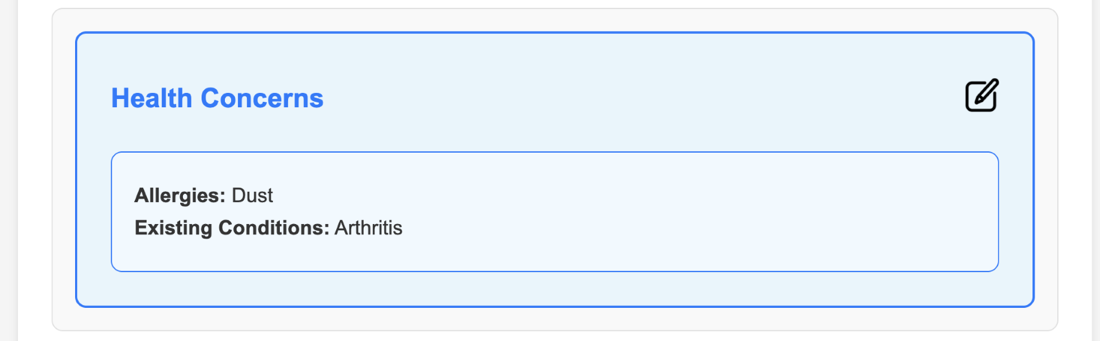 Health Concerns
Allergies: Dust
Existing Conditions: Arthritis